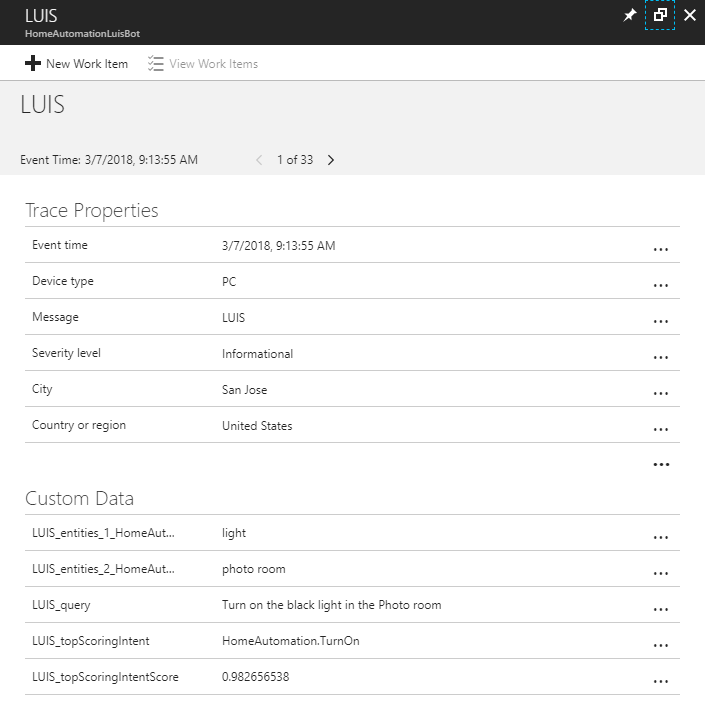 LUIS
HomeAutomationLuisBot
New Work Item View Work Items
LUIS
Event Time: 3/7/2018, 9:13:55 AM 1 of 33
Trace Properties
Event time 3/7/2018, 9:13:55 AM ...
Device type PC ...
Message LUIS ...
Severity level Informational ...
City San Jose ...
Country or region United States ...
...
Custom Data
LUIS_entities_1_HomeAut... light ...
LUIS_entities_2_HomeAut... photo room ...
LUIS_query Turn on the black light in the Photo room ...
LUIS_topScoringIntent HomeAutomation.TurnOn ...
LUIS_topScoringIntentScore 0.982656538 ...